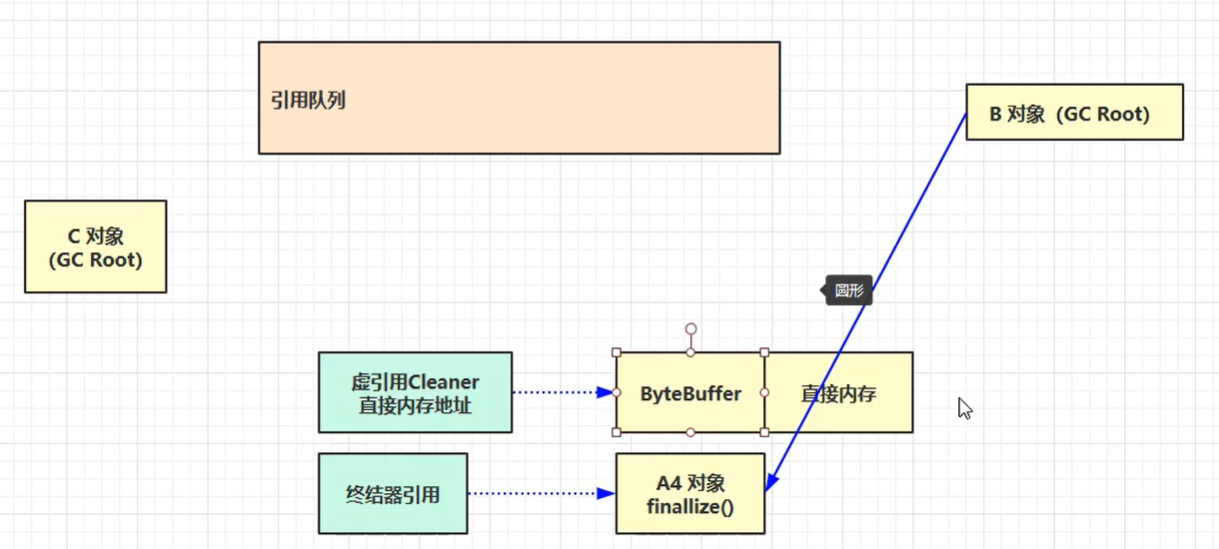 引用队列
B 对象（GC Root)
C 对象
(GC Root)
圆形
虚引用Cleaner
直接内存地址
ByteBuffer
直接内存
终结器引用
A4 对象
finallize()